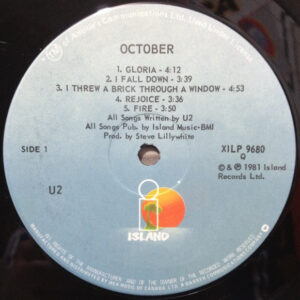 OCTOBER
1. GLORIA - 4:12
2. I FALL DOWN - 3:39
3. I THREW A BRICK THROUGH A WINDOW - 4:53
4. REJOICE - 3:36
5. FIRE - 3:50
All Songs Written by U2
All Songs Pub. by Island Music-BMI
Prod. by Steve Lillywhite
SIDE 1
XILP 9680
U2
© & ℗ 1981 Island
Records Ltd.
i
ISLAND